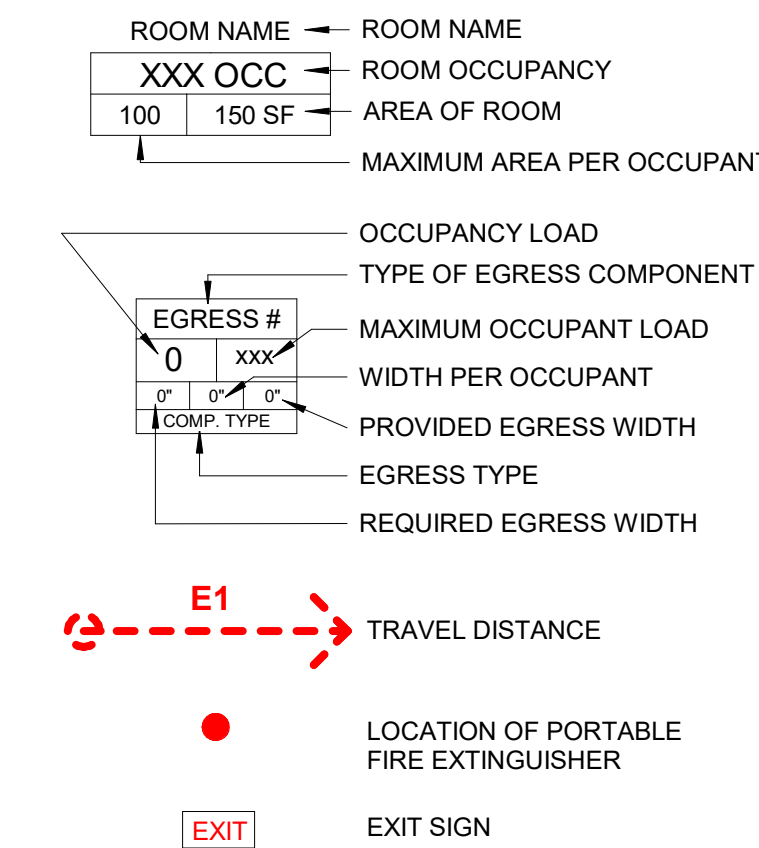 ROOM NAME ROOM NAME
XXX OCC ROOM OCCUPANCY
100 150 SF AREA OF ROOM
MAXIMUM AREA PER OCCUPANT
OCCUPANCY LOAD
TYPE OF EGRESS COMPONENT
EGRESS #
0 xxx MAXIMUM OCCUPANT LOAD
WIDTH PER OCCUPANT
0" 0" 0"
COMP. TYPE PROVIDED EGRESS WIDTH
EGRESS TYPE
REQUIRED EGRESS WIDTH
E1
TRAVEL DISTANCE
LOCATION OF PORTABLE
FIRE EXTINGUISHER
EXIT EXIT SIGN